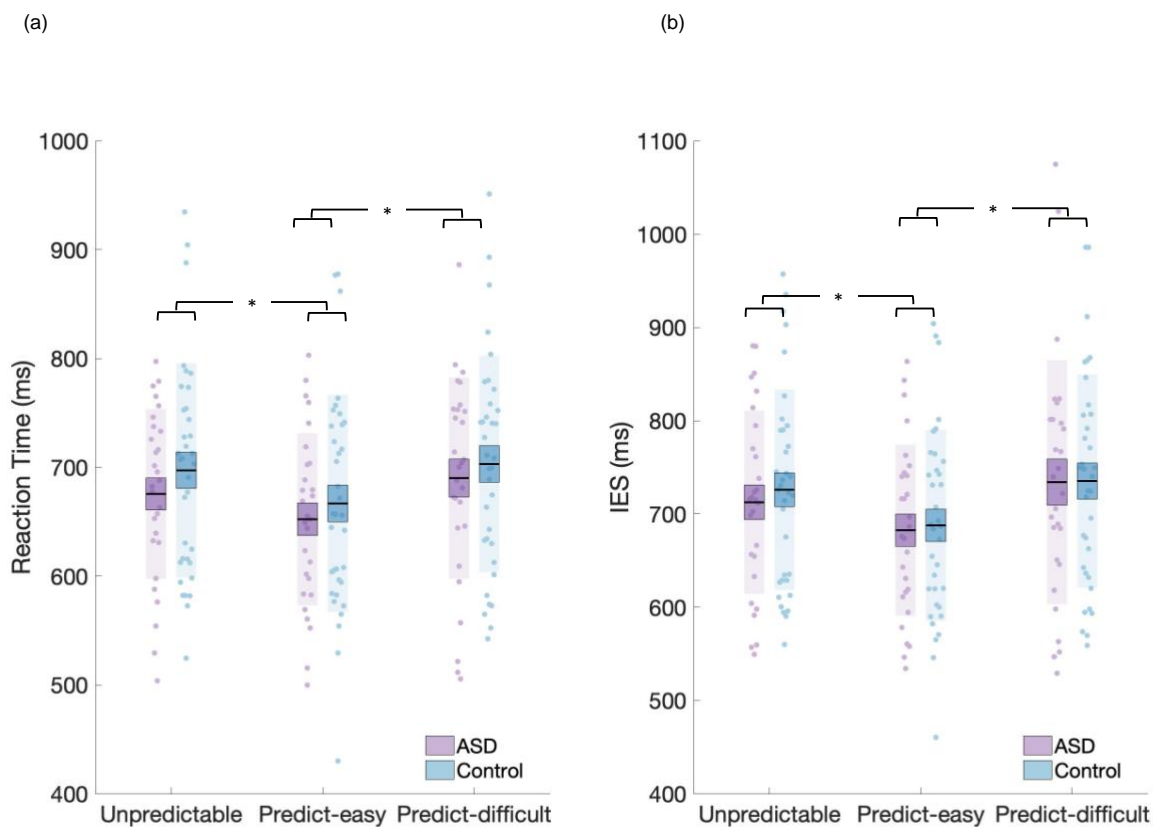 (a)
(b)
1000
900
800
700
600
500
400
Reaction Time (ms)
*
*
ASD
Control
Unpredictable Predict-easy Predict-difficult
1100
1000
900
800
700
600
500
400
IES (ms)
*
*
ASD
Control
Unpredictable Predict-easy Predict-difficult